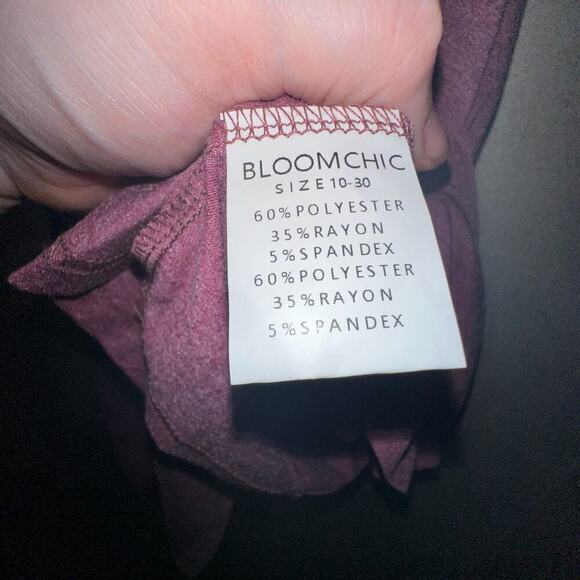 BLOOMCHIC
SIZE 10-30
60%POLYESTER
35%RAYON
5%SPANDEX
60%POLYESTER
35%RAYON
5%SPANDEX